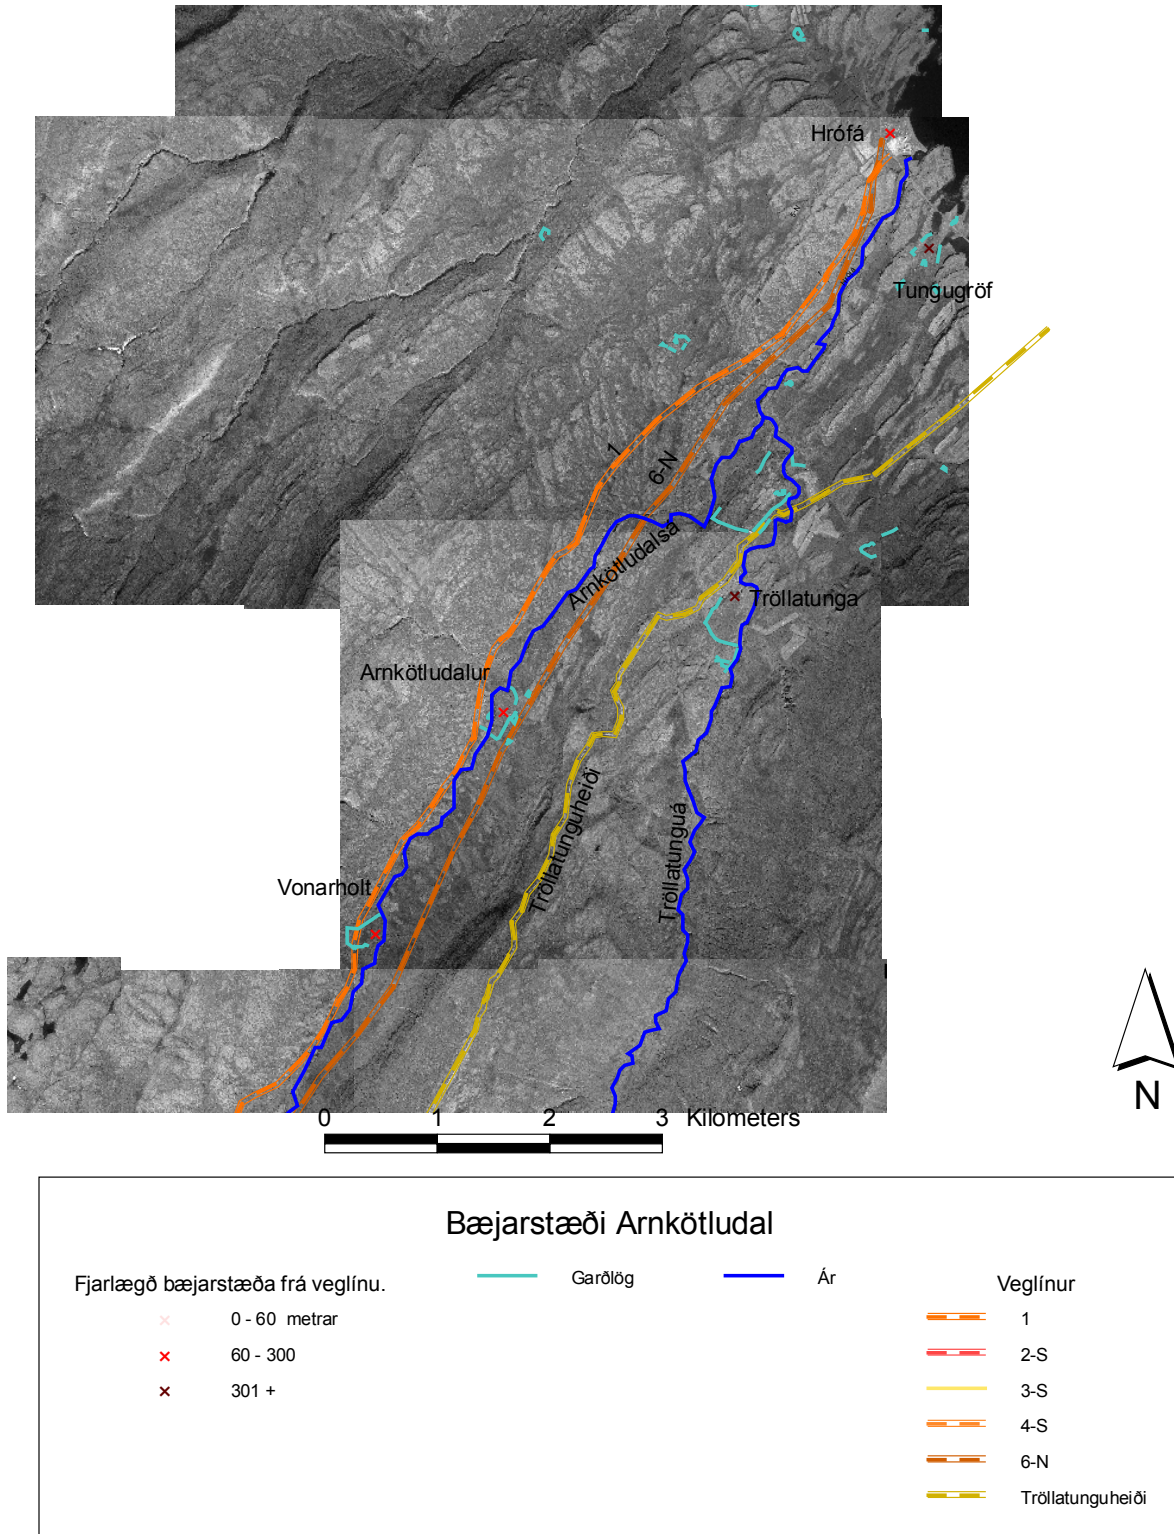 Hrófá
Tungugröf
1
6-N
Arnkötludalsá
Tröllatunga
Arnkötludalur
Tröllatunguheiði
Tröllatunguá
Vonarholt
N
0 1 2 3 Kilometers
Bæjarstæði Arnkötludal
Fjarlægð bæjarstæða frá veglínu.
0 - 60 metrar
60 - 300
301 +
Garðlög
Ár
Veglínur
1
2-S
3-S
4-S
6-N
Tröllatunguheiði